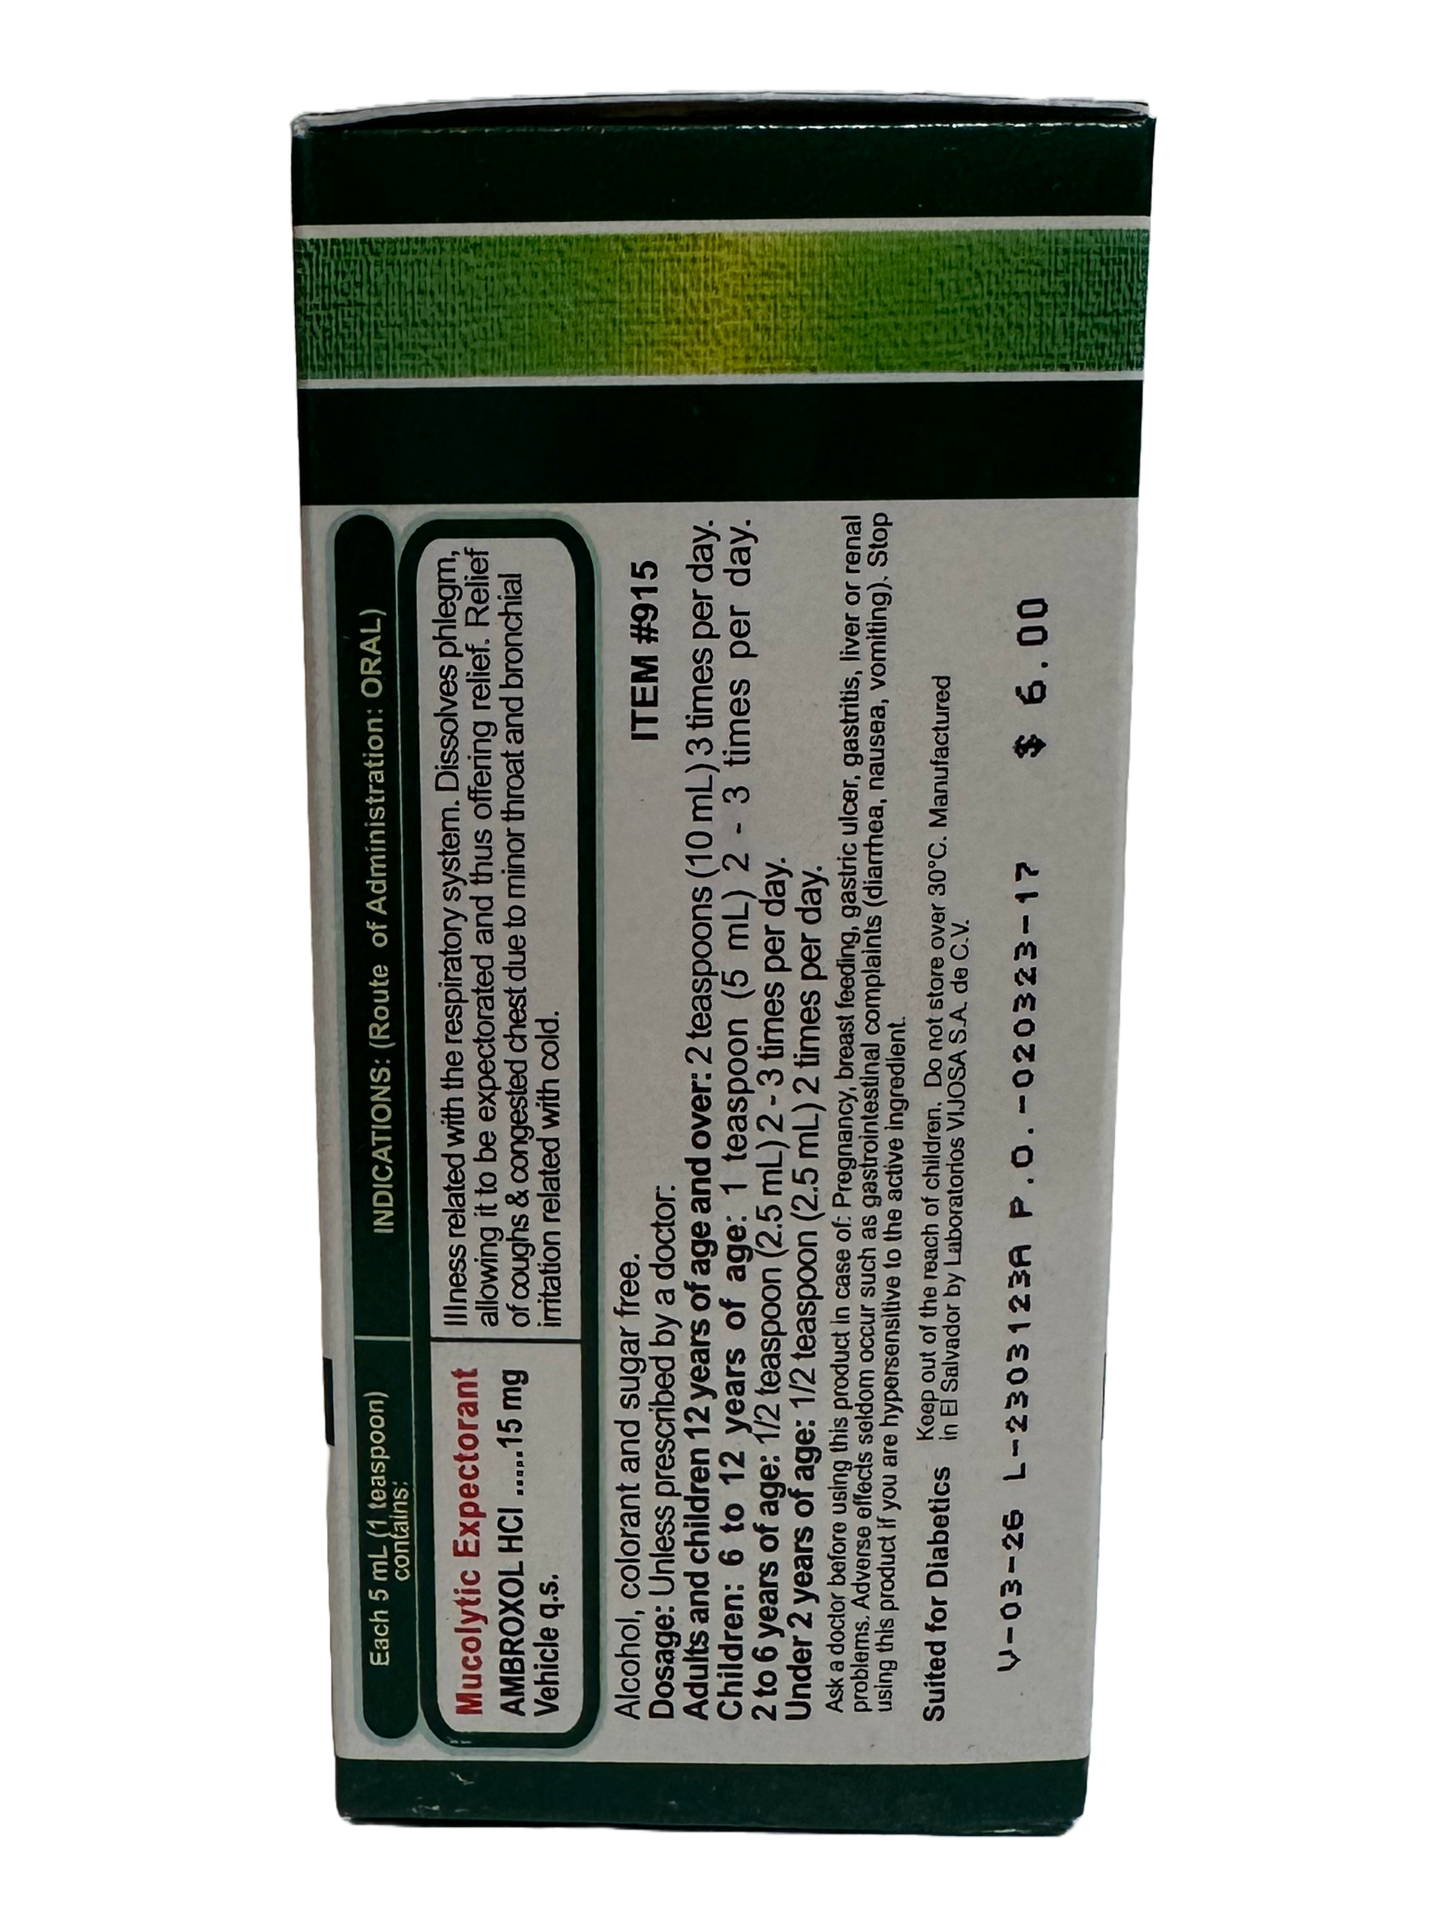 Each 5 mL (1 teaspoon)
contains:
INDICATIONS: (Route of Administration: ORAL)
Mucolytic Expectorant
AMBROXOL HCl .....15 mg
Vehicle q.s.
Illness related with the respiratory system. Dissolves phlegm,
allowing it to be expectorated and thus offering relief. Relief
of coughs & congested chest due to minor throat and bronchial
irritation related with cold.
Alcohol, colorant and sugar free.
ITEM #915
Dosage: Unless prescribed by a doctor:
Adults and children 12 years of age and over: 2 teaspoons (10 mL) 3 times per day.
Children: 6 to 12 years of age: 1 teaspoon (5 mL) 2 - 3 times per day.
2 to 6 years of age: 1/2 teaspoon (2.5 mL) 2 - 3 times per day.
Under 2 years of age: 1/2 teaspoon (2.5 mL) 2 times per day.
Ask a doctor before using this product in case of: Pregnancy, breast feeding, gastric ulcer, gastritis, liver or renal
problems. Adverse effects seldom occur such as gastrointestinal complaints (diarrhea, nausea, vomiting). Stop
using this product if you are hypersensitive to the active ingredient.
Suited for Diabetics
Keep out of the reach of children. Do not store over 30°C. Manufactured
in El Salvador by Laboratorios VIJOSA S.A. de C.V.
V-03-26 L-2303123A P.O.-020323-17 $ 6.00